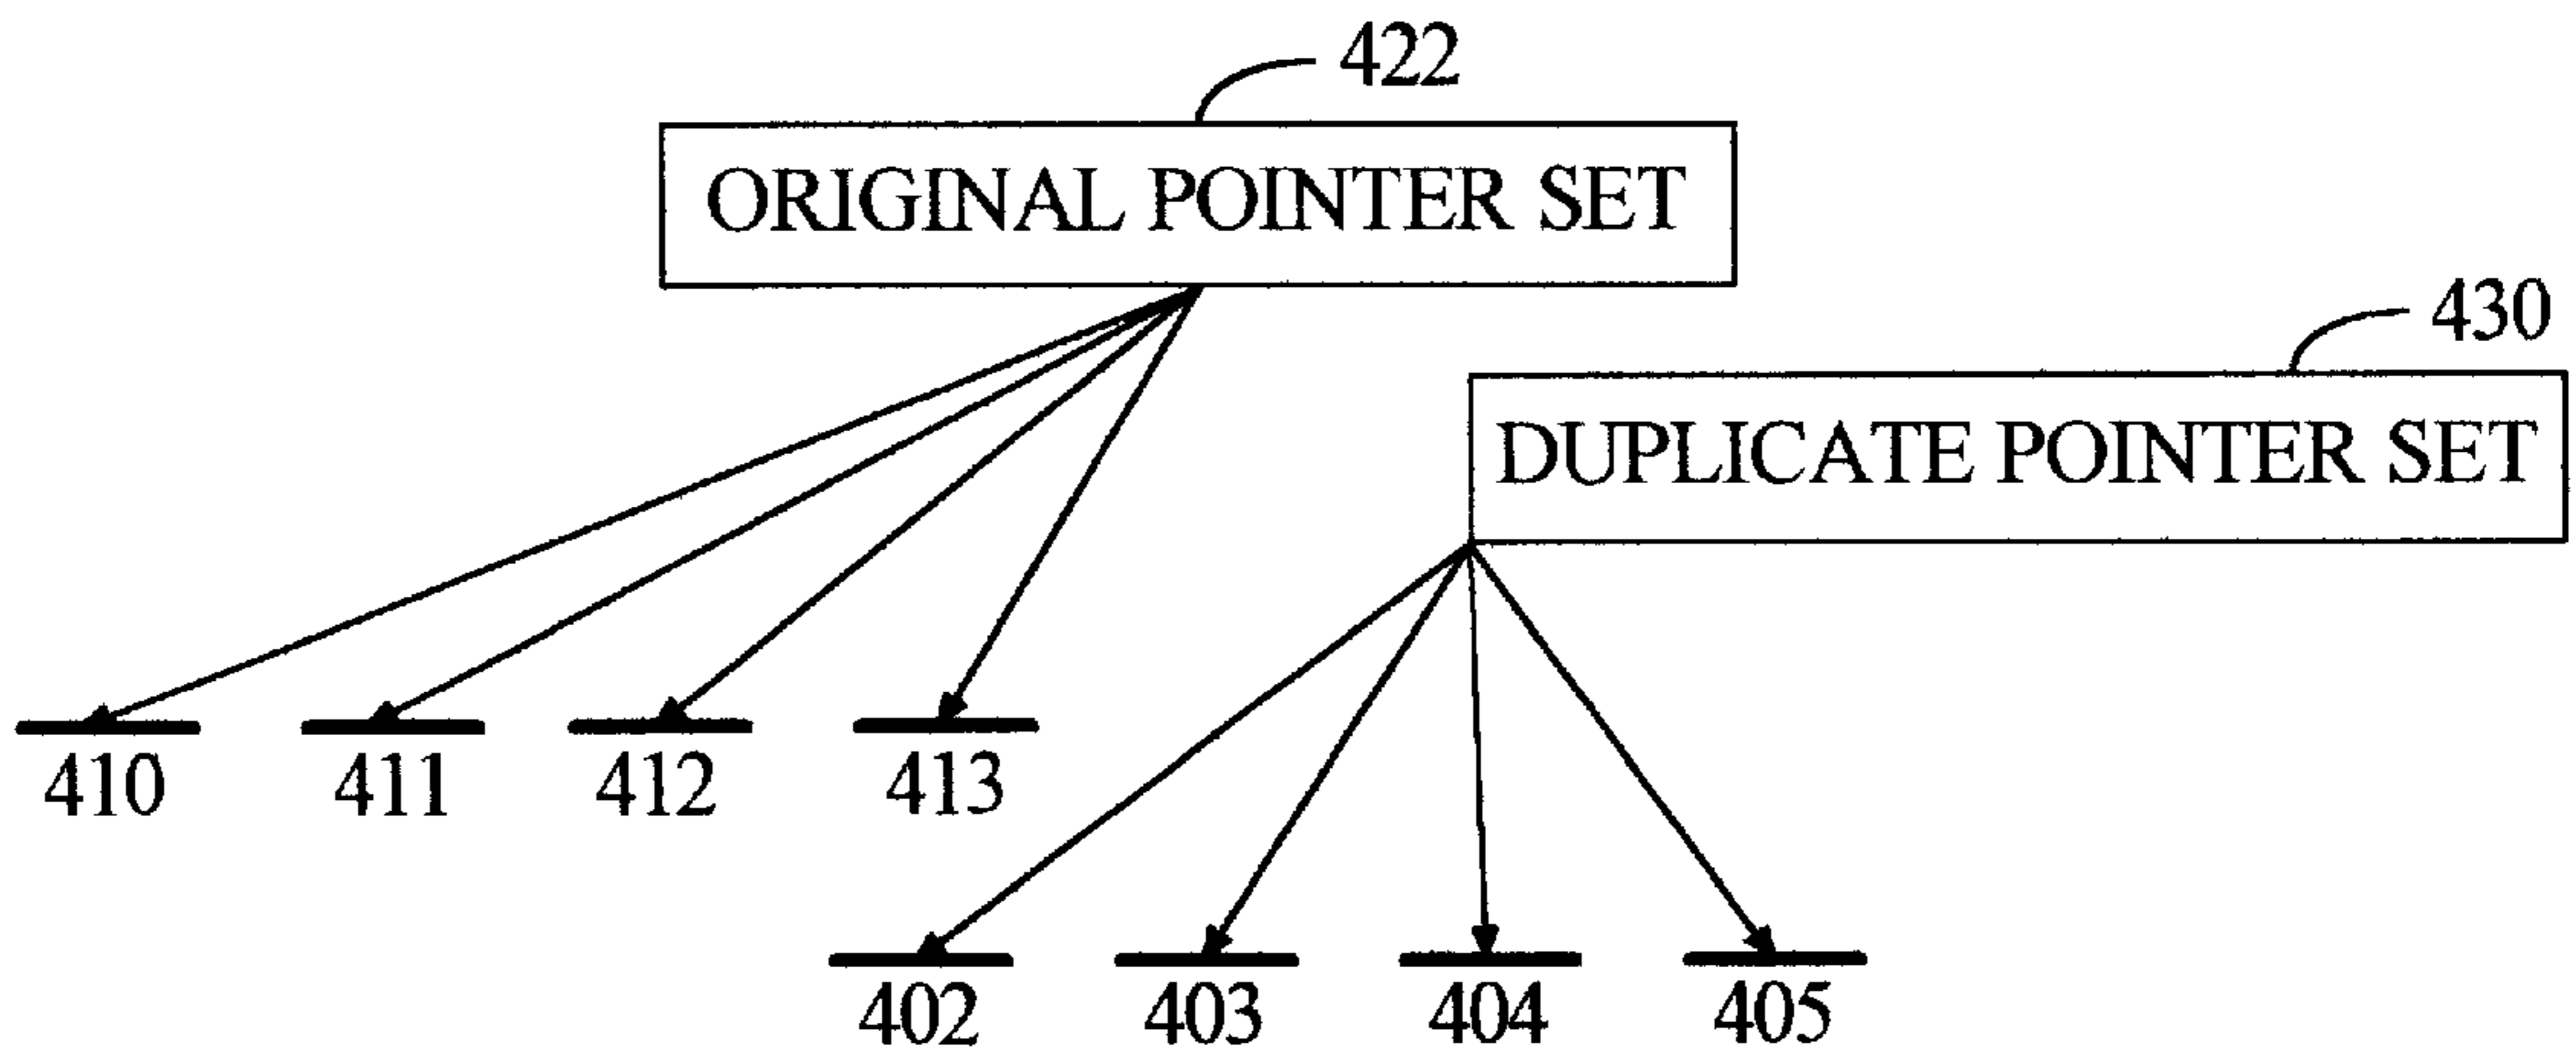 422
ORIGINAL POINTER SET
430
DUPLICATE POINTER SET
410 411 412 413
402 403 404 405